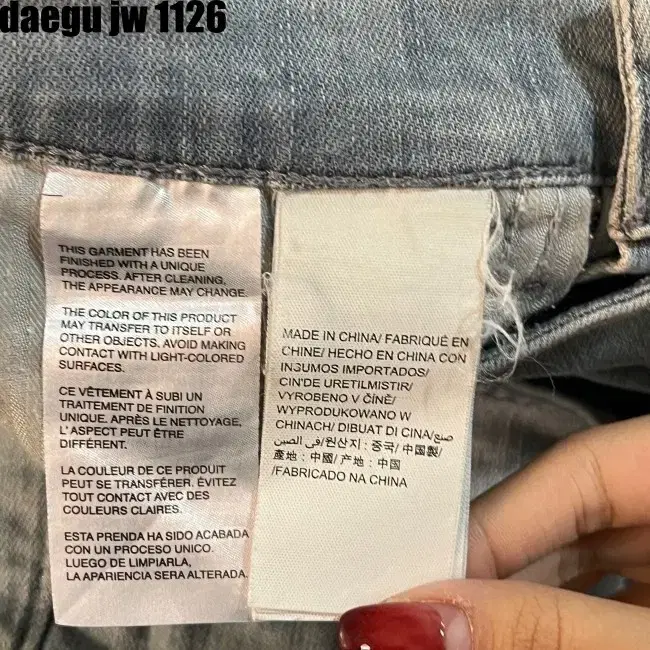 daegu jw 1126
THIS GARMENT HAS BEEN
FINISHED WITH A UNIQUE
PROCESS. AFTER CLEANING,
THE APPEARANCE MAY CHANGE.
THE COLOR OF THIS PRODUCT
MAY TRANSFER TO ITSELF OR
OTHER OBJECTS. AVOID MAKING
CONTACT WITH LIGHT-COLORED
SURFACES.
CE VÊTEMENT À SUBI UN
TRAITEMENT DE FINITION
UNIQUE. APRÈS LE NETTOYAGE,
L'ASPECT PEUT ÊTRE
DIFFÉRENT.
LA COULEUR DE CE PRODUIT
PEUT SE TRANSFÉRER. ÉVITEZ
TOUT CONTACT AVEC DES
COULEURS CLAIRES.
ESTA PRENDA HA SIDO ACABADA
CON UN PROCESO UNICO.
LUEGO DE LIMPIARLA,
LA APARIENCIA SERA ALTERADA.
MADE IN CHINA/ FABRIQUÉ EN
CHINE/ HECHO EN CHINA CON
INSUMOS IMPORTADOS/
CIN'DE URETILMISTIR/
VYROBENO V ČÍNĚ/
WYPRODUKOWANO W
CHINACH/ DIBUAT DI CINA/صنع
في الصين/원산지 : 중국/ 中国製/
產地 : 中國/ 产地 : 中国
/FABRICADO NA CHINA